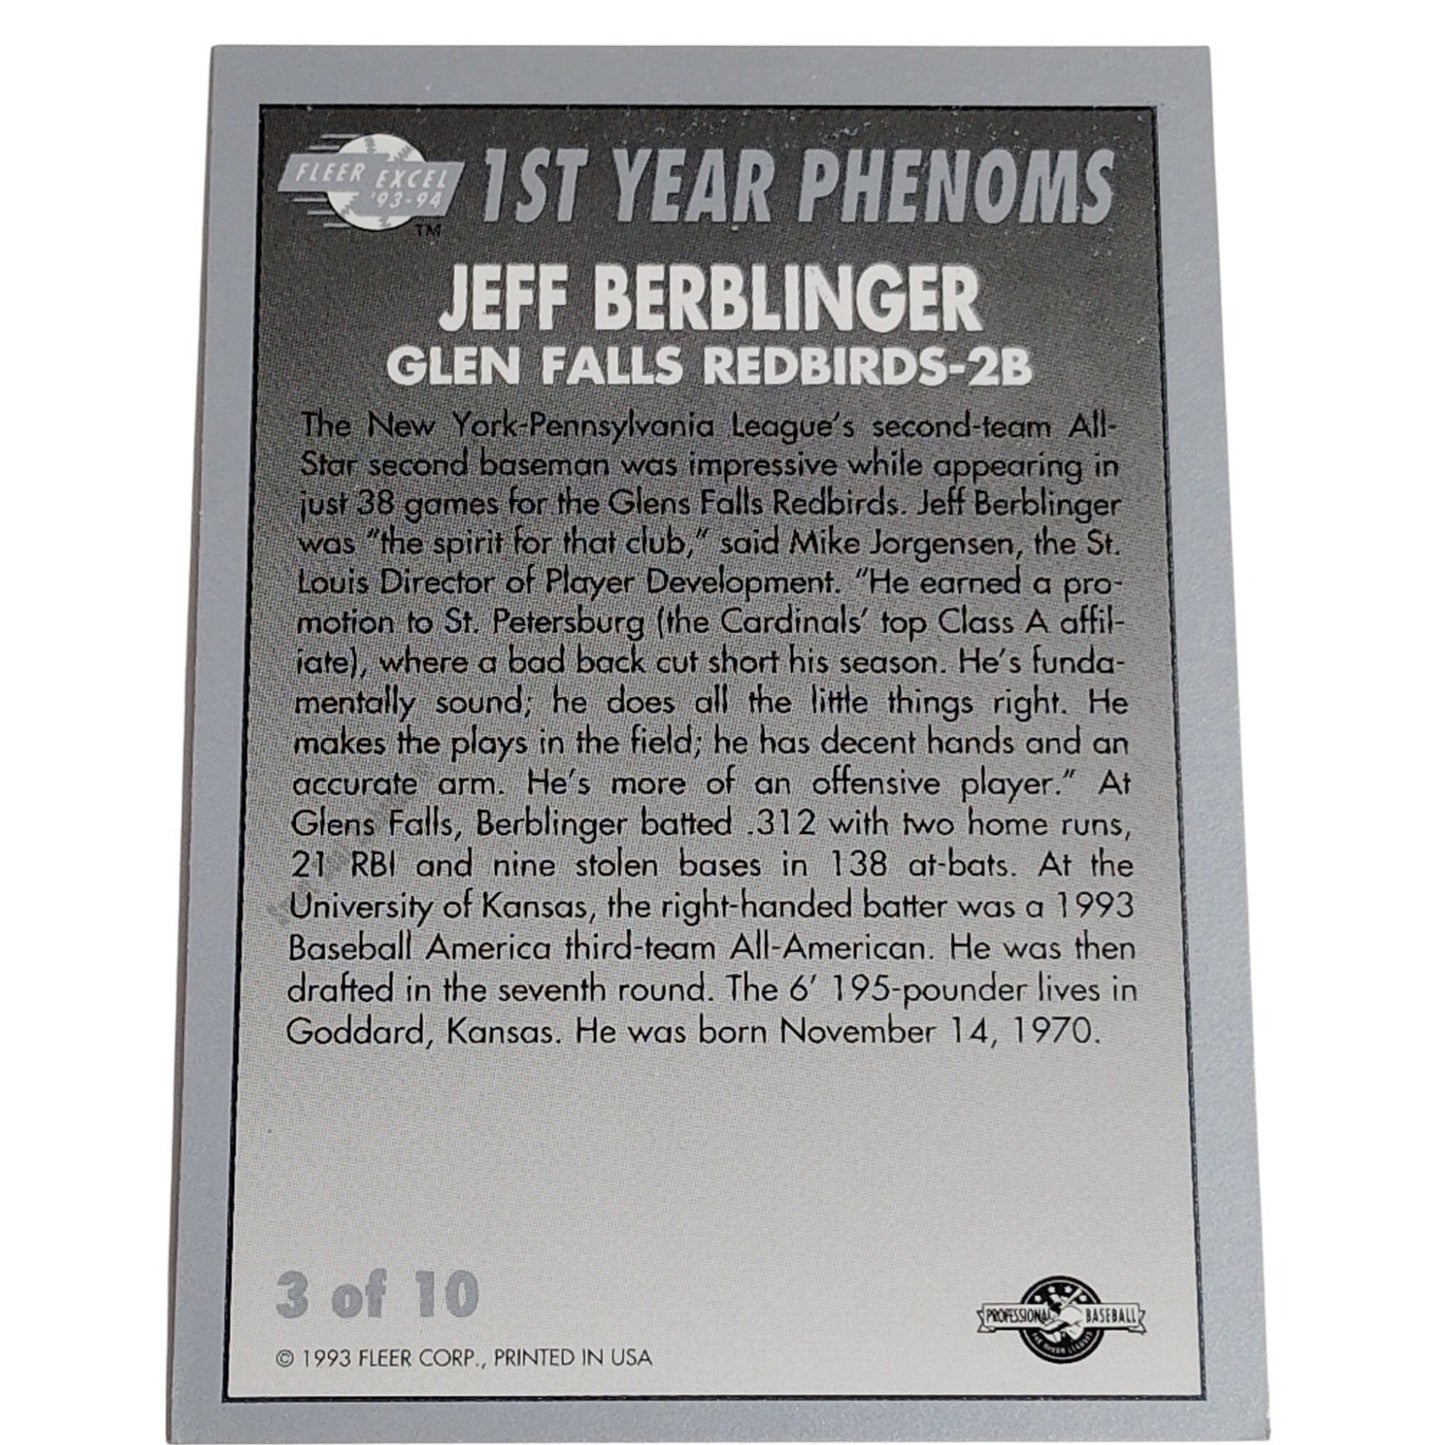 FLEER EXCEL '93-94 TM 1ST YEAR PHENOMS
JEFF BERBLINGER
GLEN FALLS REDBIRDS-2B
The New York-Pennsylvania League's second-team All-
Star second baseman was impressive while appearing in
just 38 games for the Glens Falls Redbirds. Jeff Berblinger
was "the spirit for that club," said Mike Jorgensen, the St.
Louis Director of Player Development. "He earned a pro-
motion to St. Petersburg (the Cardinals' top Class A affil-
iate), where a bad back cut short his season. He's funda-
mentally sound; he does all the little things right. He
makes the plays in the field; he has decent hands and an
accurate arm. He's more of an offensive player." At
Glens Falls, Berblinger batted .312 with two home runs,
21 RBI and nine stolen bases in 138 at-bats. At the
University of Kansas, the right-handed batter was a 1993
Baseball America third-team All-American. He was then
drafted in the seventh round. The 6' 195-pounder lives in
Goddard, Kansas. He was born November 14, 1970.
3 of 10
PROFESSIONAL BASEBALL
THE MINOR LEAGUES
© 1993 FLEER CORP., PRINTED IN USA